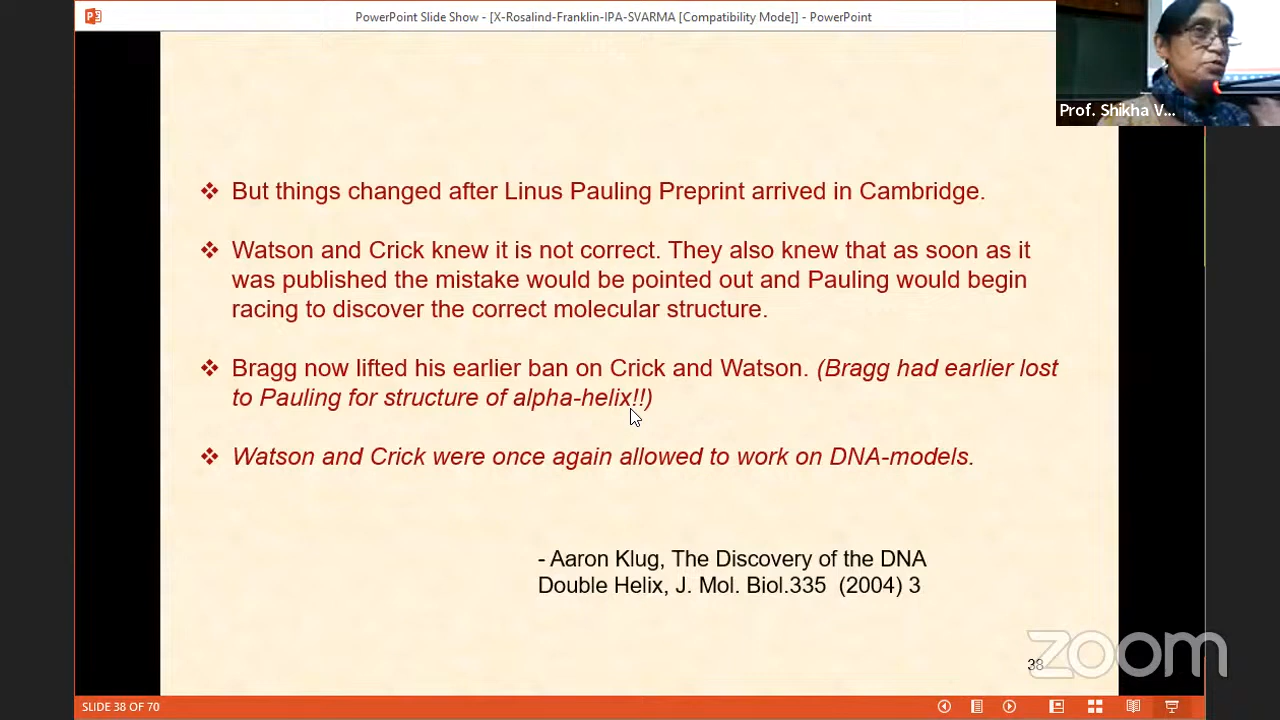 PowerPoint Slide Show - [X-Rosalind-Franklin-IPA-SVARMA [Compatibility Mode]] - PowerPoint
Prof. Shikha V...
❖ But things changed after Linus Pauling Preprint arrived in Cambridge.
❖ Watson and Crick knew it is not correct. They also knew that as soon as it
was published the mistake would be pointed out and Pauling would begin
racing to discover the correct molecular structure.
❖ Bragg now lifted his earlier ban on Crick and Watson. (Bragg had earlier lost
to Pauling for structure of alpha-helix!!)
❖ Watson and Crick were once again allowed to work on DNA-models.
- Aaron Klug, The Discovery of the DNA
Double Helix, J. Mol. Biol.335 (2004) 3
38
zoom
SLIDE 38 OF 70